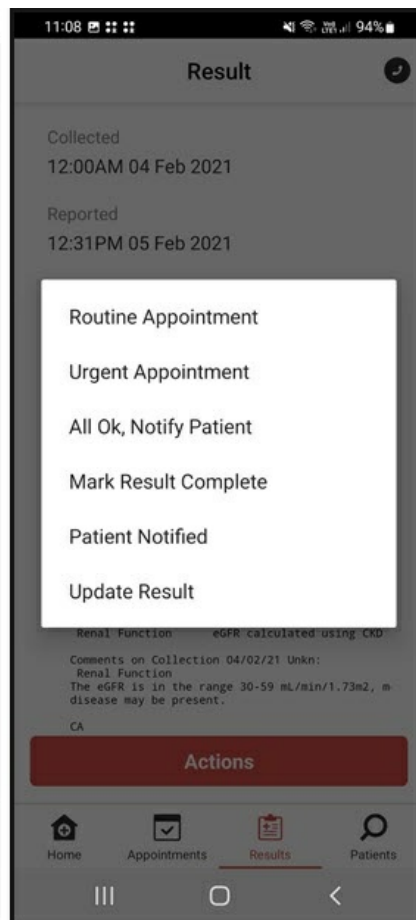 11:08 94%
Result
Collected
12:00AM 04 Feb 2021
Reported
12:31PM 05 Feb 2021
Routine Appointment
Urgent Appointment
All Ok, Notify Patient
Mark Result Complete
Patient Notified
Update Result
Renal Function eGFR calculated using CKD
Comments on Collection 04/02/21 Unkn:
Renal Function
The eGFR is in the range 30-59 mL/min/1.73m2, m
disease may be present.
CA
Actions
Home Appointments Results Patients